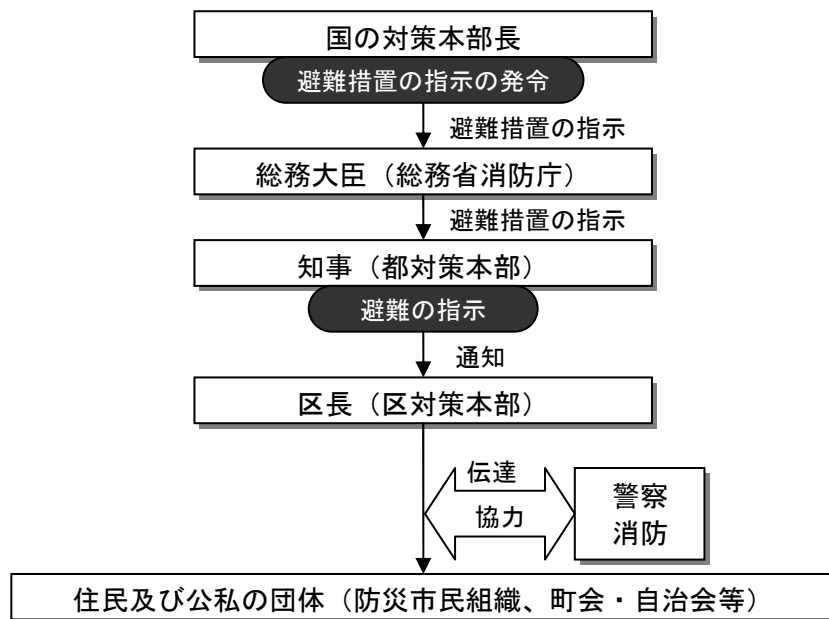 国の対策本部長
避難措置の指示の発令
避難措置の指示
総務大臣（総務省消防庁）
避難措置の指示
知事（都対策本部）
避難の指示
通知
区長（区対策本部）
伝達
協力
警察
消防
住民及び公私の団体（防災市民組織、町会・自治会等）